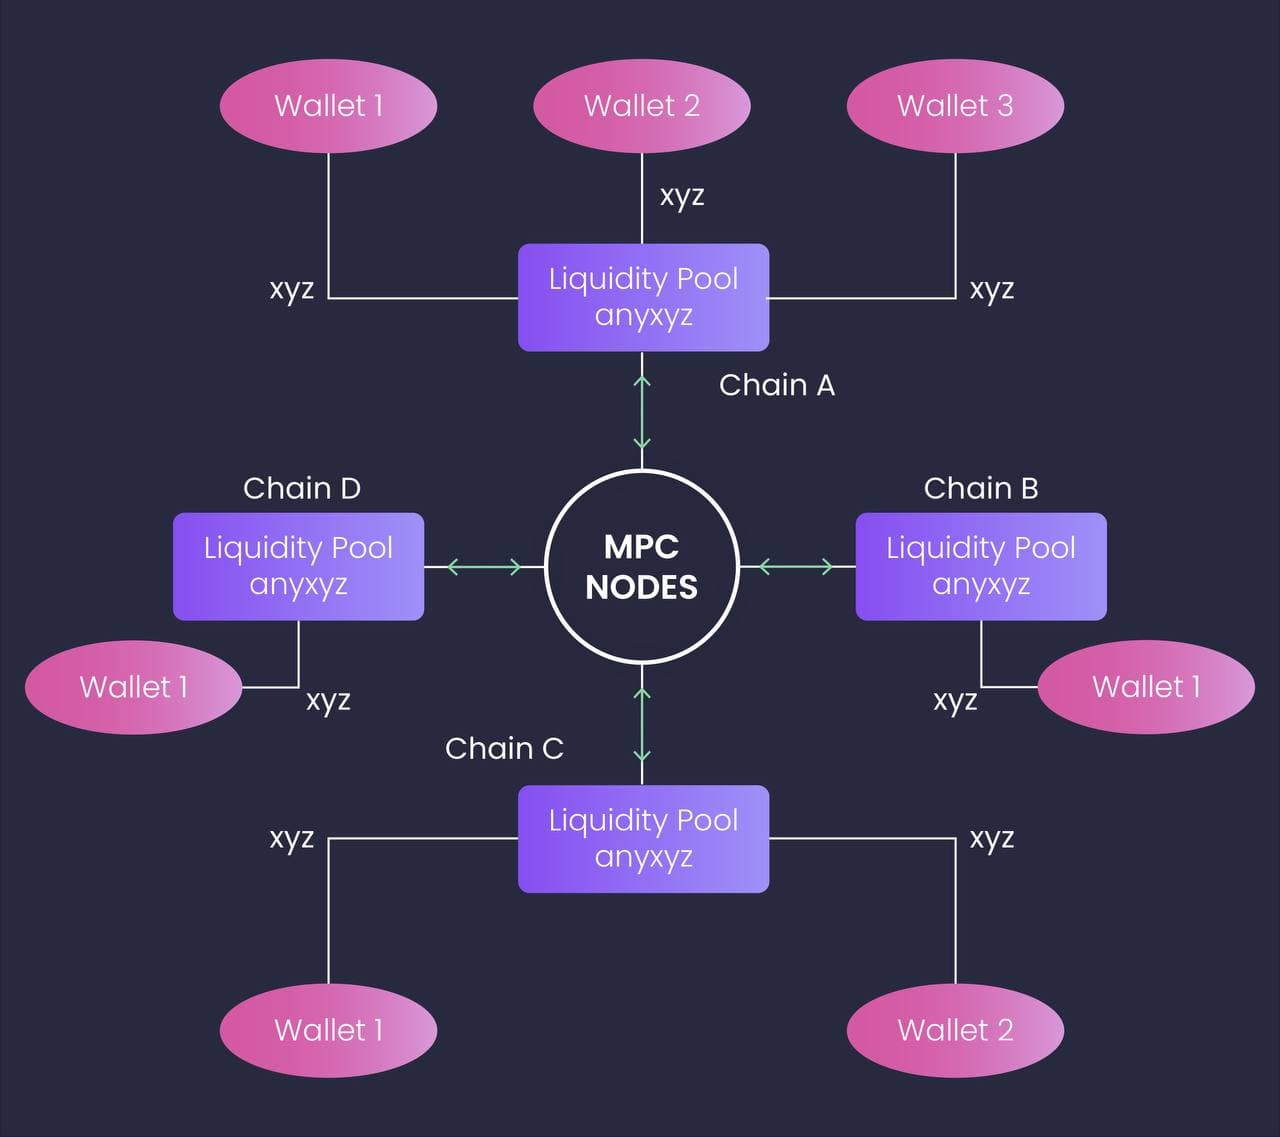 Wallet 1
Wallet 2
Wallet 3
xyz
xyz
xyz
Liquidity Pool
anyxyz
Chain A
Chain D
Chain B
Liquidity Pool
anyxyz
MPC
NODES
Liquidity Pool
anyxyz
Wallet 1
xyz
xyz
Wallet 1
Chain C
Liquidity Pool
anyxyz
xyz
xyz
Wallet 1
Wallet 2